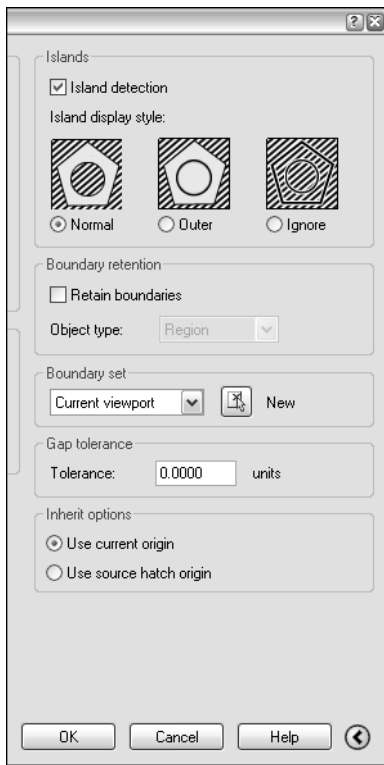 Islands
Island detection
Island display style:
Normal Outer Ignore
Boundary retention
Retain boundaries
Object type: Region
Boundary set
Current viewport New
Gap tolerance
Tolerance: 0.0000 units
Inherit options
Use current origin
Use source hatch origin
OK Cancel Help